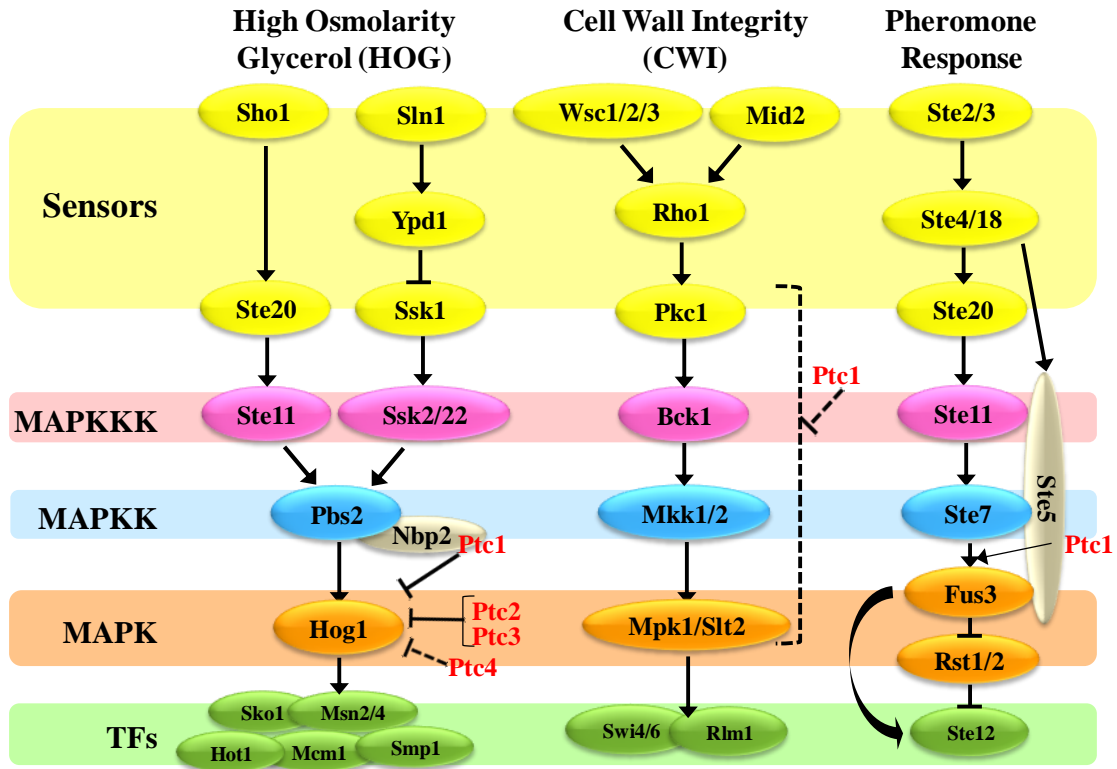 High Osmolarity
Glycerol (HOG)
Cell Wall Integrity
(CWI)
Pheromone
Response
Sho1
Sln1
Wsc1/2/3
Mid2
Ste2/3
Sensors
Ypd1
Rho1
Ste4/18
Ste20
Ssk1
Pkc1
Ste20
Ptc1
MAPKKK
Ste11
Ssk2/22
Bck1
Ste11
MAPKK
Pbs2
Nbp2
Ptc1
Mkk1/2
Ste7
Ste5
Ptc1
MAPK
Hog1
Ptc2
Ptc3
Ptc4
Mpk1/Slt2
Fus3
Rst1/2
TFs
Sko1
Msn2/4
Hot1
Mcm1
Smp1
Swi4/6
Rlm1
Ste12